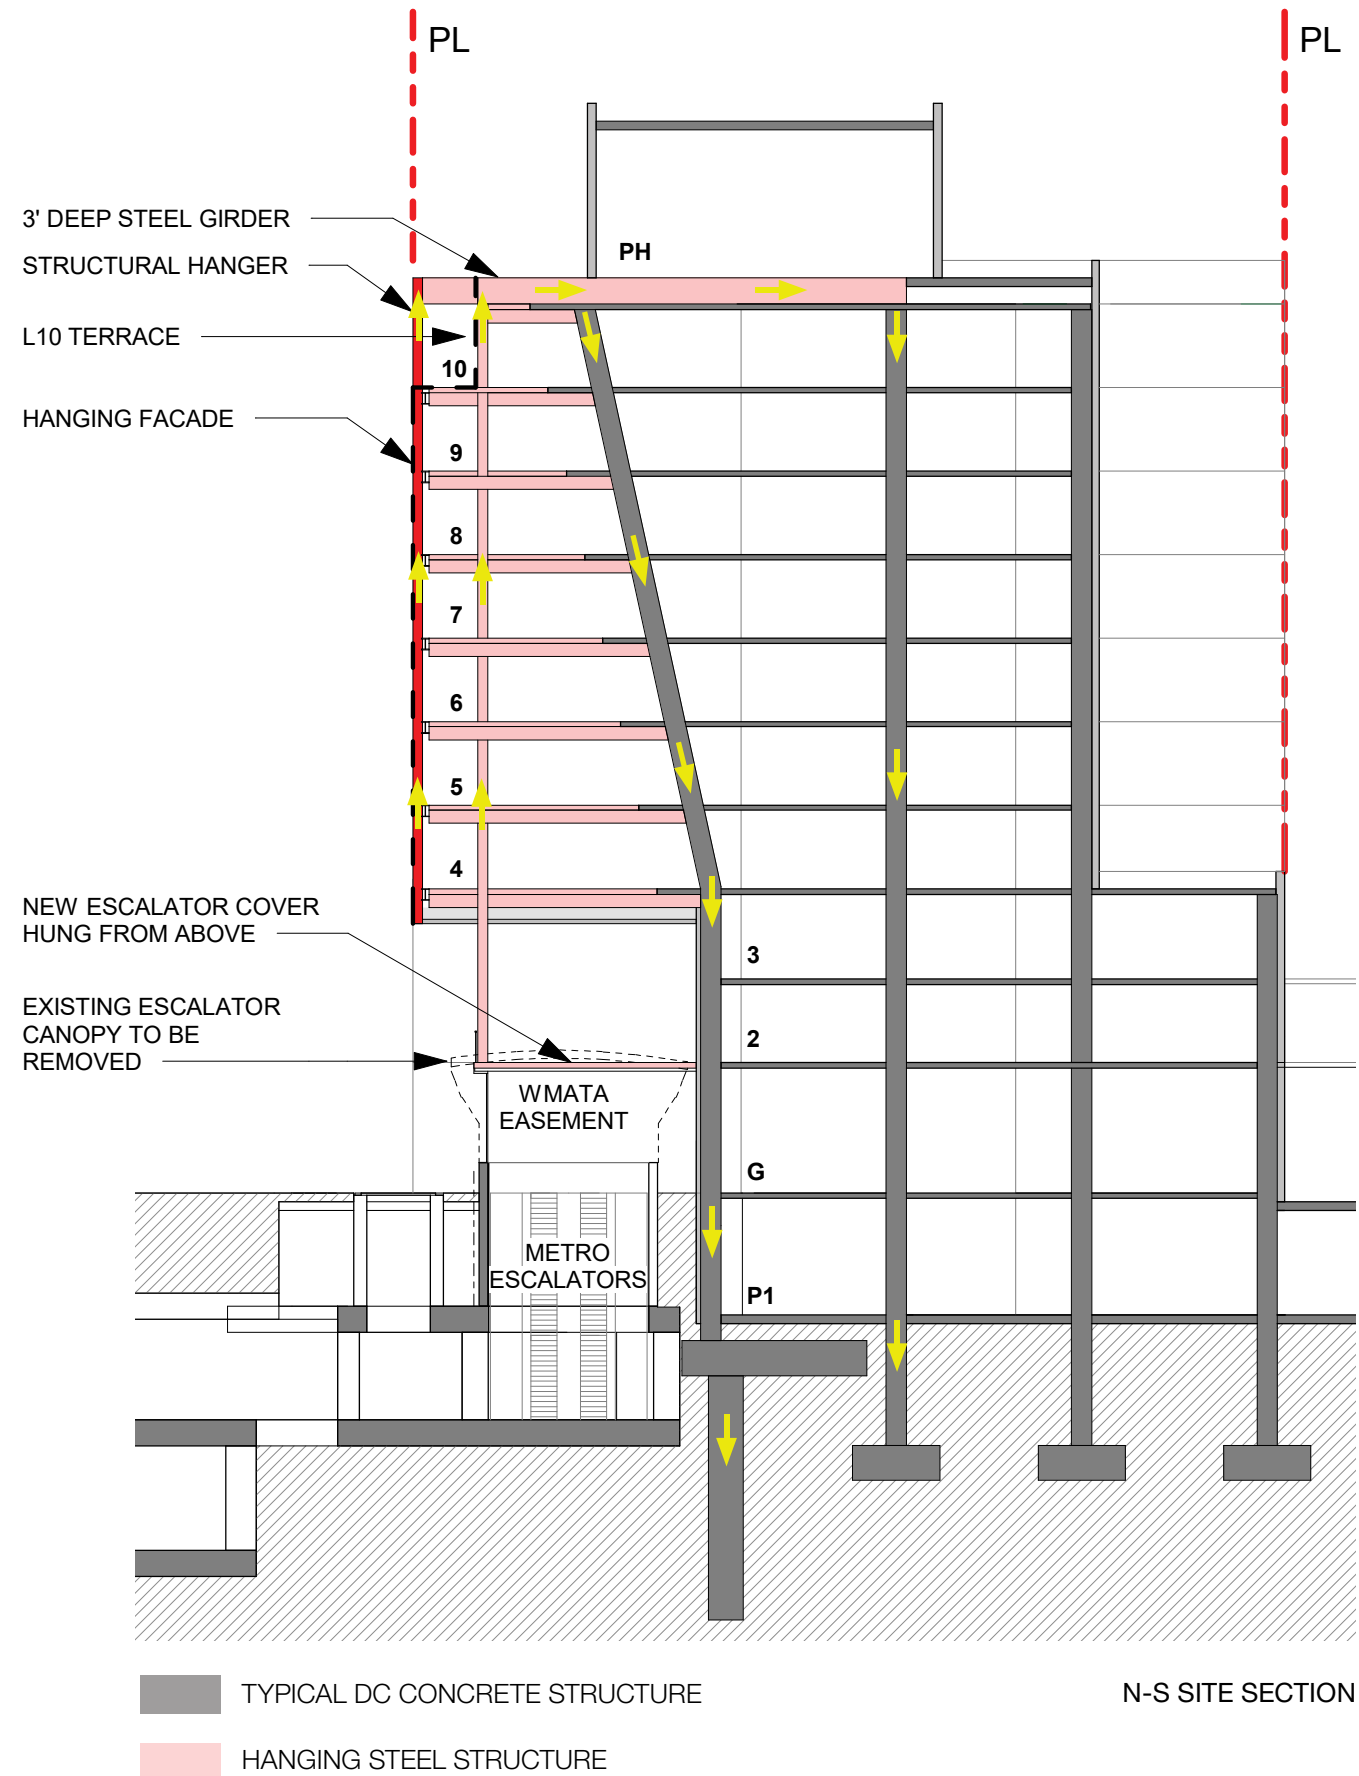 PL
PL
3' DEEP STEEL GIRDER
PH
STRUCTURAL HANGER
L10 TERRACE
10
HANGING FACADE
9
8
7
6
5
4
NEW ESCALATOR COVER
HUNG FROM ABOVE
3
EXISTING ESCALATOR
CANOPY TO BE
REMOVED
2
WMATA
EASEMENT
G
METRO
ESCALATORS
P1
TYPICAL DC CONCRETE STRUCTURE
N-S SITE SECTION
HANGING STEEL STRUCTURE